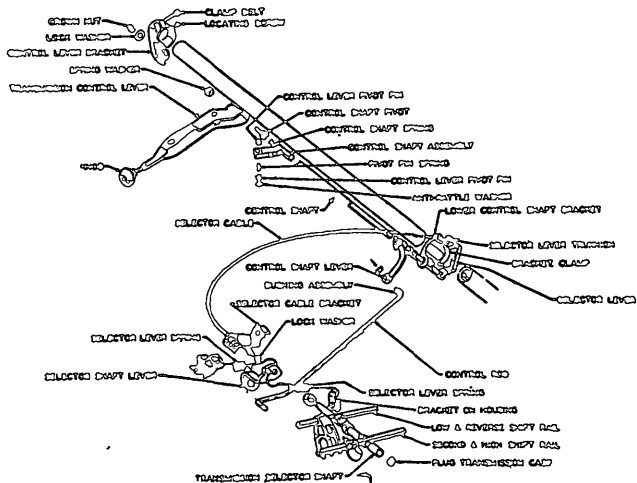 CLAMP BOLT
CROWN NUT
LOCATING SCREW
LOCK WASHER
CONTROL LEVER BRACKET
SPRING WASHER
TRANSMISSION CONTROL LEVER
CONTROL LEVER PIVOT PIN
CONTROL SHAFT PIVOT
CONTROL SHAFT SPRING
CONTROL SHAFT ASSEMBLY
PIVOT PIN SPRING
CONTROL LEVER PIVOT PIN
ANTI-RATTLE WASHER
CONTROL SHAFT
LOWER CONTROL SHAFT BRACKET
SELECTOR CABLE
SELECTOR LEVER TRUNNION
BRACKET CLAMP
CONTROL SHAFT LEVER
SELECTOR LEVER
BUSHING ASSEMBLY
SELECTOR CABLE BRACKET
LOCK WASHER
SELECTOR LEVER SPRING
CONTROL ROD
SELECTOR SHAFT LEVER
SELECTOR LEVER SPRING
BRACKET ON HOUSING
LOW & REVERSE SHIFT RAIL
SECOND & HIGH SHIFT RAIL
PLUG TRANSMISSION CASE
TRANSMISSION SELECTOR SHAFT